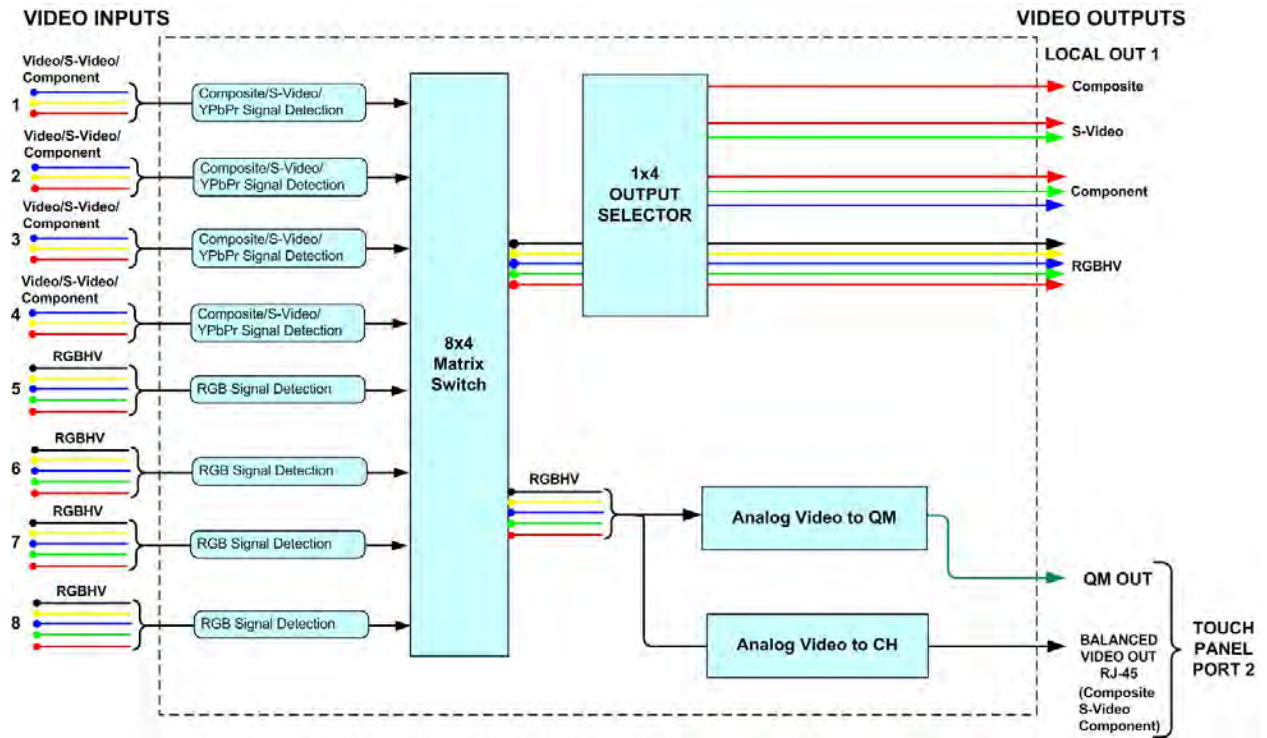 VIDEO INPUTS
VIDEO OUTPUTS
LOCAL OUT 1
Video/S-Video/
Component
1
Composite/S-Video/
YPbPr Signal Detection
Video/S-Video/
Component
2
Composite/S-Video/
YPbPr Signal Detection
Video/S-Video/
Component
3
Composite/S-Video/
YPbPr Signal Detection
Video/S-Video/
Component
4
Composite/S-Video/
YPbPr Signal Detection
RGBHV
5
RGB Signal Detection
RGBHV
6
RGB Signal Detection
RGBHV
7
RGB Signal Detection
RGBHV
8
RGB Signal Detection
8x4
Matrix
Switch
1x4
OUTPUT
SELECTOR
Composite
S-Video
Component
RGBHV
RGBHV
Analog Video to QM
Analog Video to CH
QM OUT
BALANCED
VIDEO OUT
RJ-45
(Composite
S-Video
Component)
TOUCH
PANEL
PORT 2